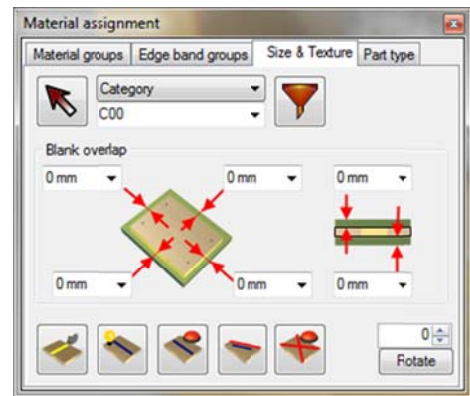 Material assignment
Material groups Edge band groups Size & Texture Part type
Category
C00
Blank overlap
0 mm 0 mm 0 mm
0 mm 0 mm 0 mm
0
Rotate